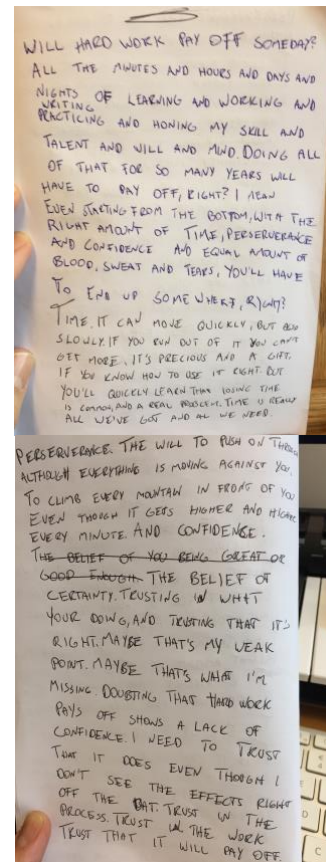 WILL HARD WORK PAY OFF SOMEDAY?
ALL THE MINUTES AND HOURS AND DAYS AND
NIGHTS OF LEARNING AND WORKING AND
WRITING
PRACTICING AND HONING MY SKILL AND
TALENT AND WILL AND MIND. DOING ALL
OF THAT FOR SO MANY YEARS WILL
HAVE TO PAY OFF, RIGHT? I MEAN
EVEN STARTING FROM THE BOTTOM, WITH THE
RIGHT AMOUNT OF TIME, PERSERVERANCE
AND CONFIDENCE AND EQUAL AMOUNT OF
BLOOD, SWEAT AND TEARS, YOU'LL HAVE
TO END UP SOMEWHERE, RIGHT?
TIME. IT CAN MOVE QUICKLY, BUT ALSO
SLOWLY. IF YOU RUN OUT OF IT YOU CAN'T
GET MORE. IT'S PRECIOUS AND A GIFT,
IF YOU KNOW HOW TO USE IT RIGHT. BUT
YOU'LL QUICKLY LEARN THAT LOSING TIME
IS COMMON, AND A REAL PROBLEM. TIME IS REALLY
ALL WE'VE GOT AND ALL WE NEED.
PERSERVERANCE. THE WILL TO PUSH ON THROUGH
ALTHOUGH EVERYTHING IS MOVING AGAINST YOU.
TO CLIMB EVERY MOUNTAIN IN FRONT OF YOU
EVEN THOUGH IT GETS HIGHER AND HIGHER
EVERY MINUTE. AND CONFIDENCE.
THE BELIEF OF YOU BEING GREAT OR
GOOD ENOUGH. THE BELIEF OF
CERTAINTY. TRUSTING IN WHAT
YOUR DOING, AND TRUSTING THAT IT'S
RIGHT. MAYBE THAT'S MY WEAK
POINT. MAYBE THAT'S WHAT I'M
MISSING. DOUBTING THAT HARD WORK
PAYS OFF SHOWS A LACK OF
CONFIDENCE. I NEED TO TRUST
THAT IT DOES EVEN THOUGH I
DON'T SEE THE EFFECTS RIGHT
OFF THE BAT. TRUST IN THE
PROCESS. TRUST IN THE WORK
TRUST THAT IT WILL PAY OFF.